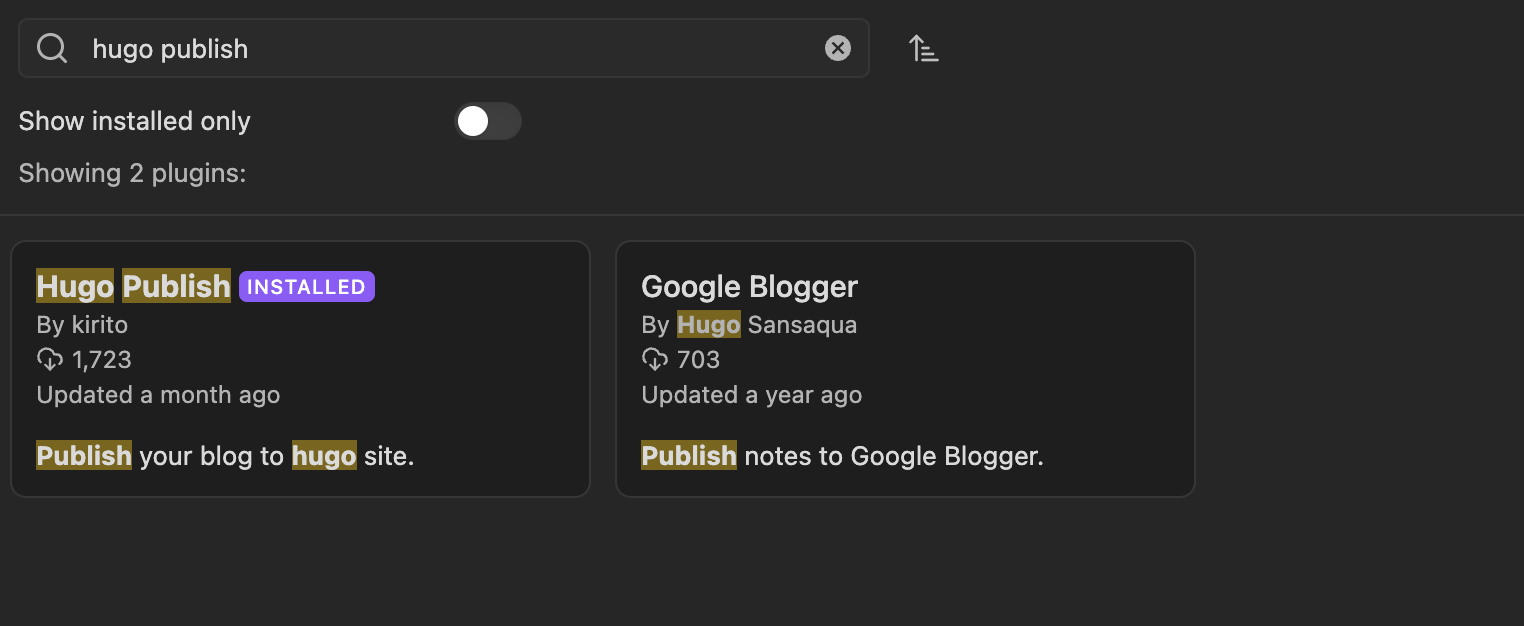 hugo publish
Show installed only
Showing 2 plugins:
Hugo Publish INSTALLED
By kirito
1,723
Updated a month ago
Publish your blog to hugo site.
Google Blogger
By Hugo Sansaqua
703
Updated a year ago
Publish notes to Google Blogger.